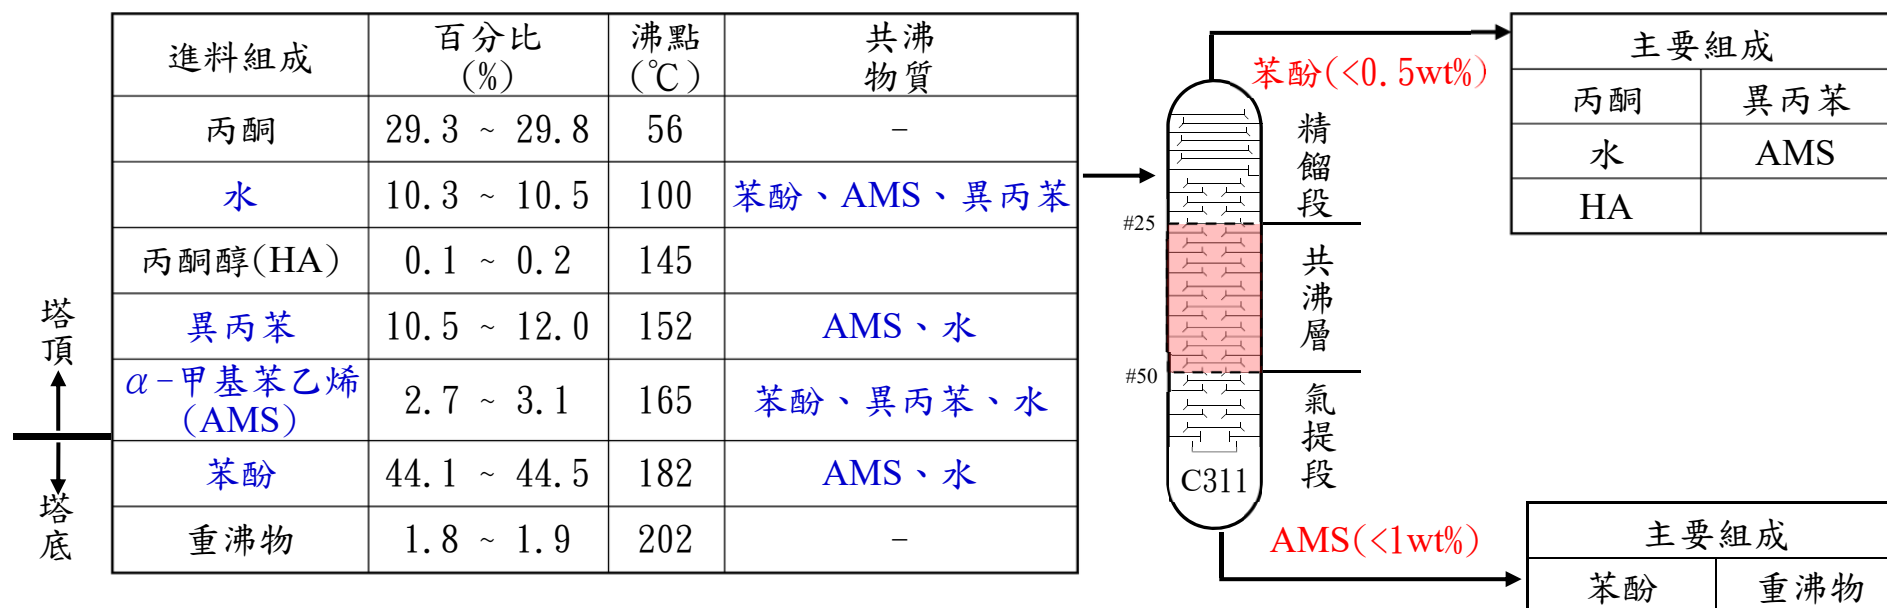 進料組成 百分比(%) 沸點(℃) 共沸物質
丙酮 29.3 ~ 29.8 56 −
水 10.3 ~ 10.5 100 苯酚、AMS、異丙苯
丙酮醇(HA) 0.1 ~ 0.2 145
異丙苯 10.5 ~ 12.0 152 AMS、水
α-甲基苯乙烯(AMS) 2.7 ~ 3.1 165 苯酚、異丙苯、水
苯酚 44.1 ~ 44.5 182 AMS、水
重沸物 1.8 ~ 1.9 202 −
塔頂
塔底
苯酚(<0.5wt%)
精餾段
#25
共沸層
#50
氣提段
C311
AMS(<1wt%)
主要組成
丙酮 異丙苯
水 AMS
HA
主要組成
苯酚 重沸物